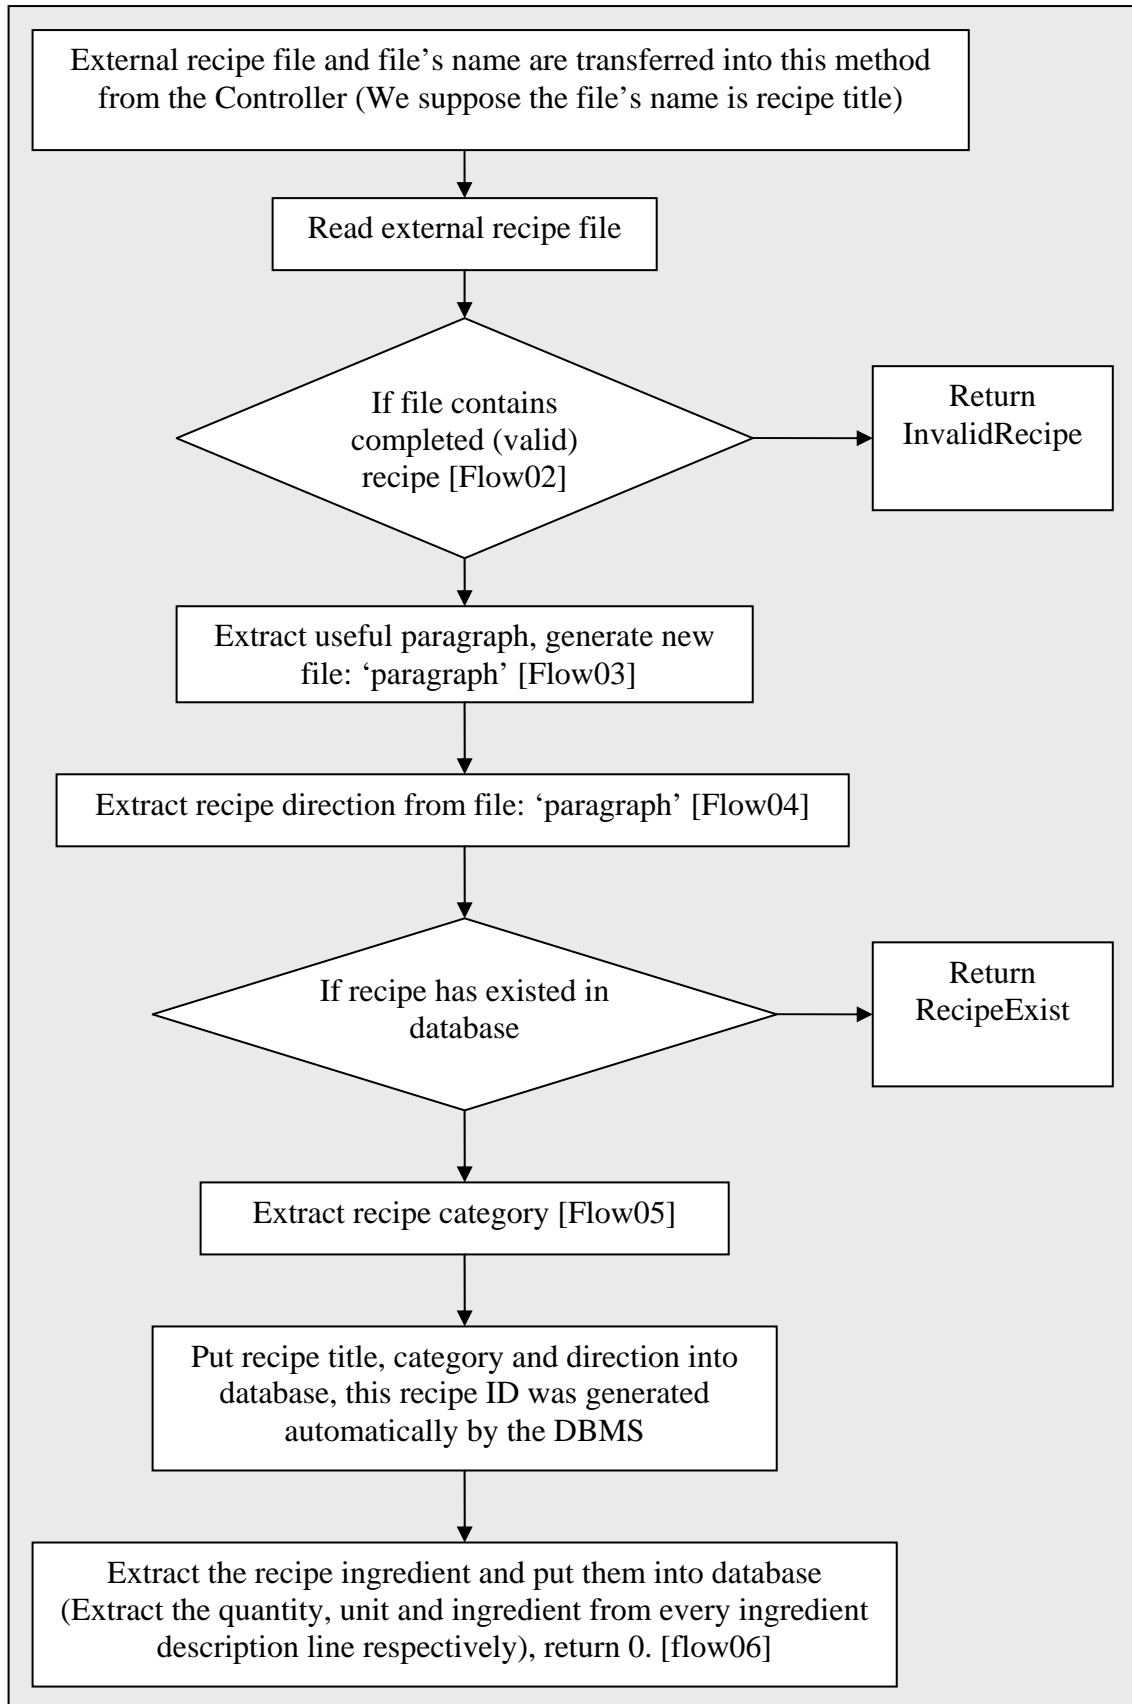 External recipe file and file’s name are transferred into this method
from the Controller (We suppose the file’s name is recipe title)
Read external recipe file
If file contains
completed (valid)
recipe [Flow02]
Return
InvalidRecipe
Extract useful paragraph, generate new
file: ‘paragraph’ [Flow03]
Extract recipe direction from file: ‘paragraph’ [Flow04]
If recipe has existed in
database
Return
RecipeExist
Extract recipe category [Flow05]
Put recipe title, category and direction into
database, this recipe ID was generated
automatically by the DBMS
Extract the recipe ingredient and put them into database
(Extract the quantity, unit and ingredient from every ingredient
description line respectively), return 0. [flow06]